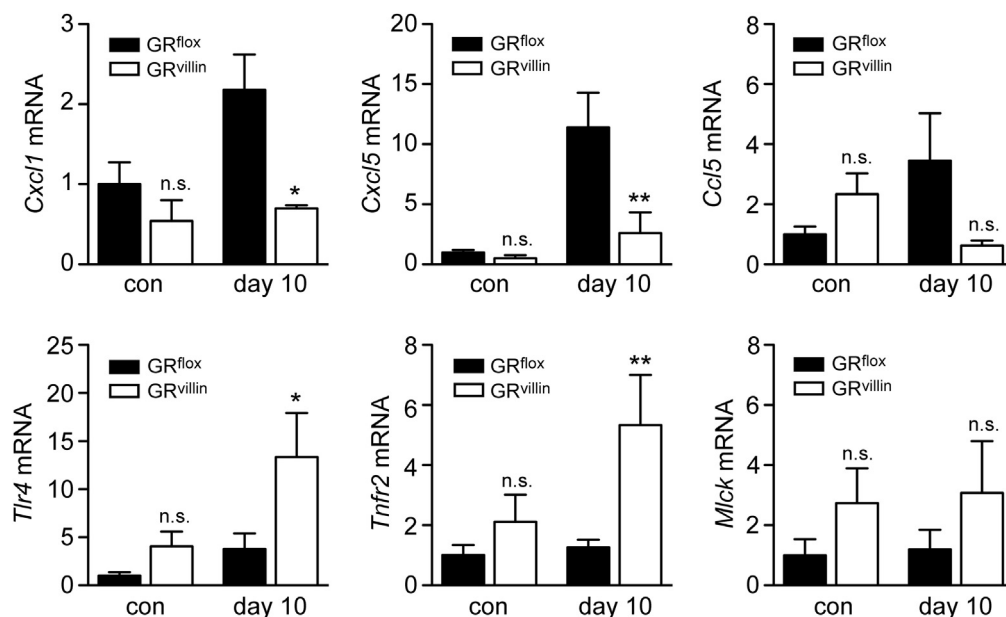 Cxcl1 mRNA
3
2
1
0
GRflox
GRvillin
n.s.
*
con
day 10
Cxcl5 mRNA
20
15
10
5
0
GRflox
GRvillin
n.s.
**
con
day 10
Ccl5 mRNA
8
6
4
2
0
GRflox
GRvillin
n.s.
n.s.
con
day 10
Tlr4 mRNA
25
20
15
10
5
0
GRflox
GRvillin
n.s.
*
con
day 10
Tnfr2 mRNA
8
6
4
2
0
GRflox
GRvillin
n.s.
**
con
day 10
Mlck mRNA
8
6
4
2
0
GRflox
GRvillin
n.s.
n.s.
con
day 10